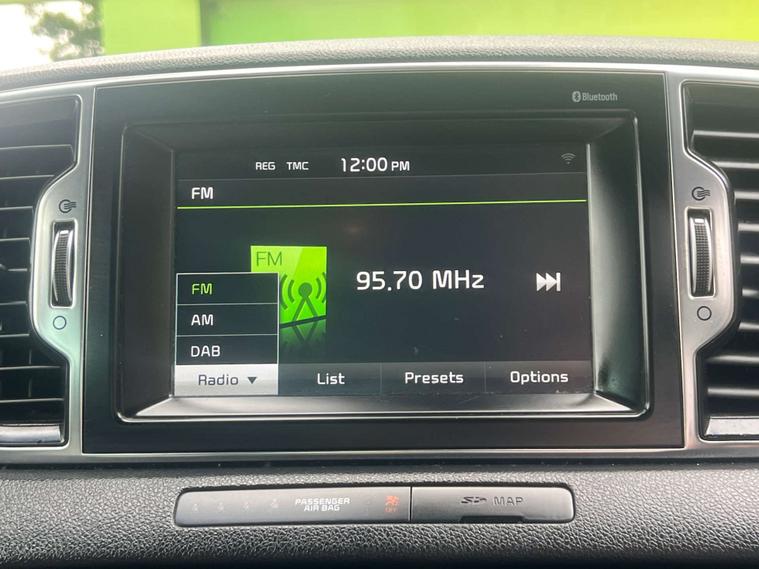 Bluetooth
REG TMC 12:00 PM
FM
FM
95.70 MHz
FM
AM
DAB
Radio ▼ List Presets Options
PASSENGER
AIR BAG
OFF
SD MAP